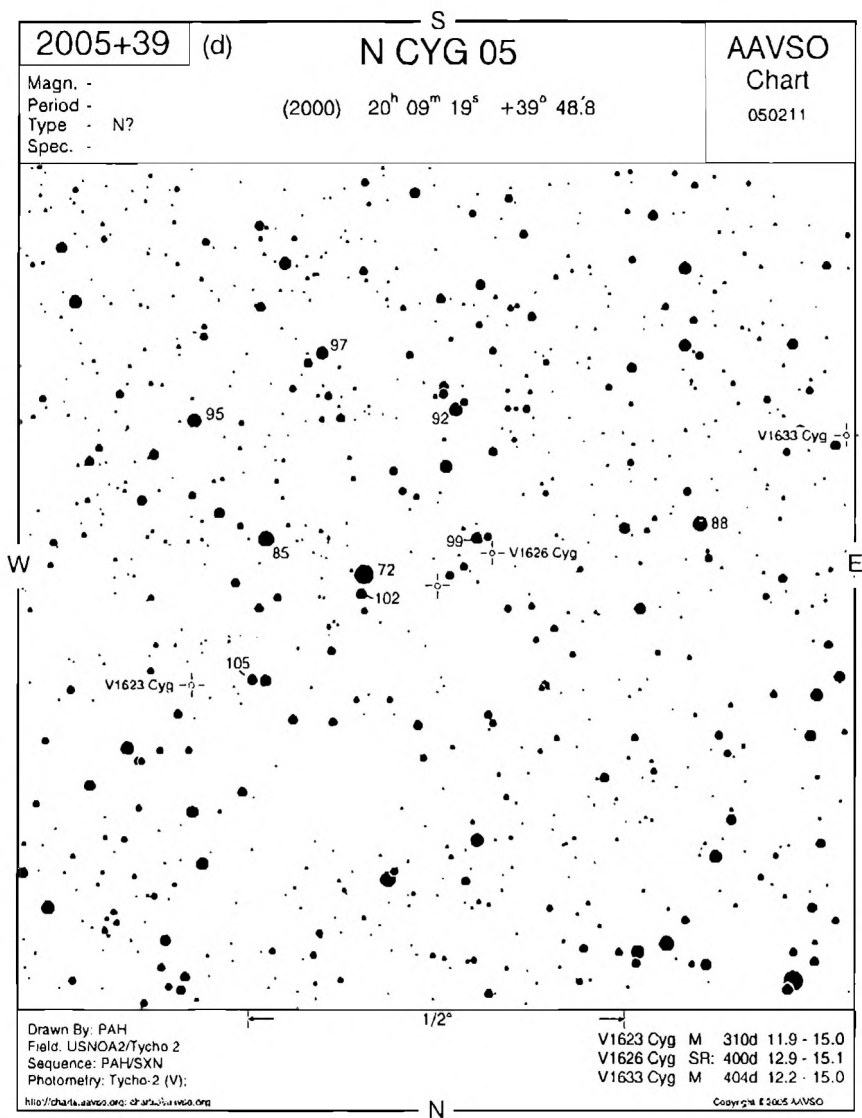 S
2005+39 (d) N CYG 05 AAVSO
Chart
050211
Magn. -
Period -
Type - N?
Spec. -
(2000) 20h 09m 19s +39° 48.'8
97
95
92
V1633 Cyg
88
85
99
V1626 Cyg
W
E
72
102
105
V1623 Cyg
1/2°
Drawn By: PAH
Field. USNOA2/Tycho 2
Sequence: PAH/SXN
Photometry: Tycho-2 (V);
V1623 Cyg M 310d 11.9 - 15.0
V1626 Cyg SR: 400d 12.9 - 15.1
V1633 Cyg M 404d 12.2 - 15.0
Copyright ©2005 AAVSO
N